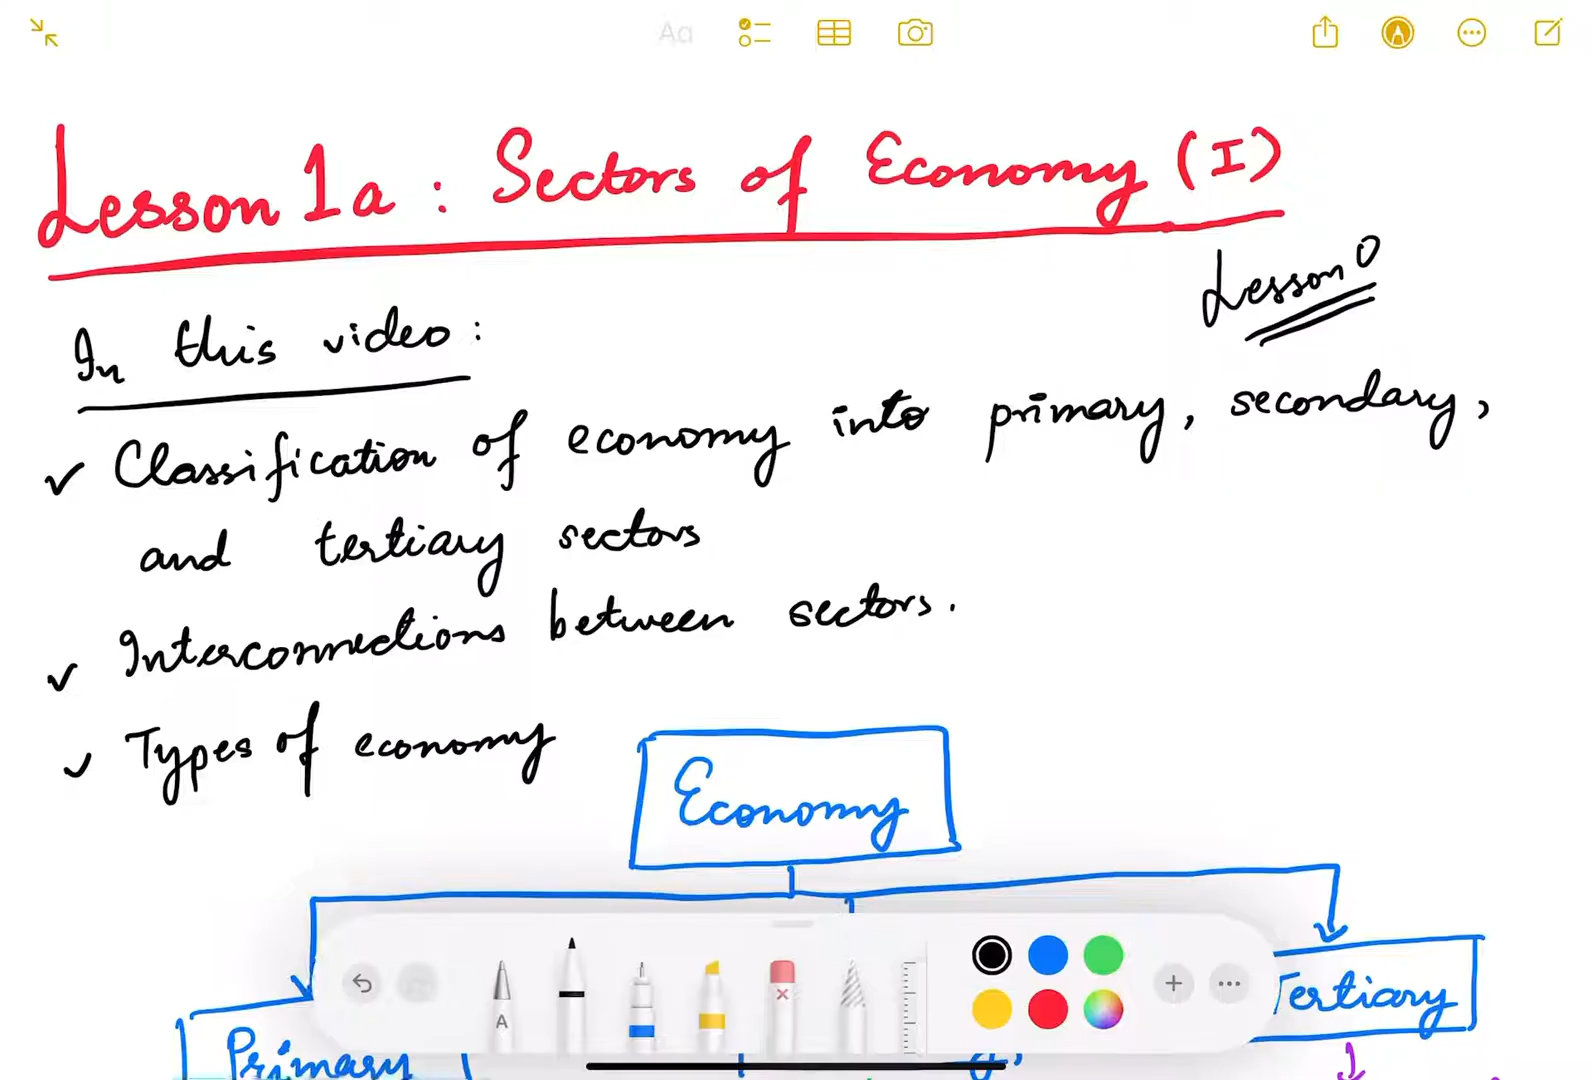 Aa
Lesson 1a : Sectors of Economy (I)
Lesson 0
In this video :
✓ Classification of economy into primary, secondary,
and tertiary sectors
✓ Interconnections between sectors.
✓ Types of economy
Economy
A
Tertiary
Primary